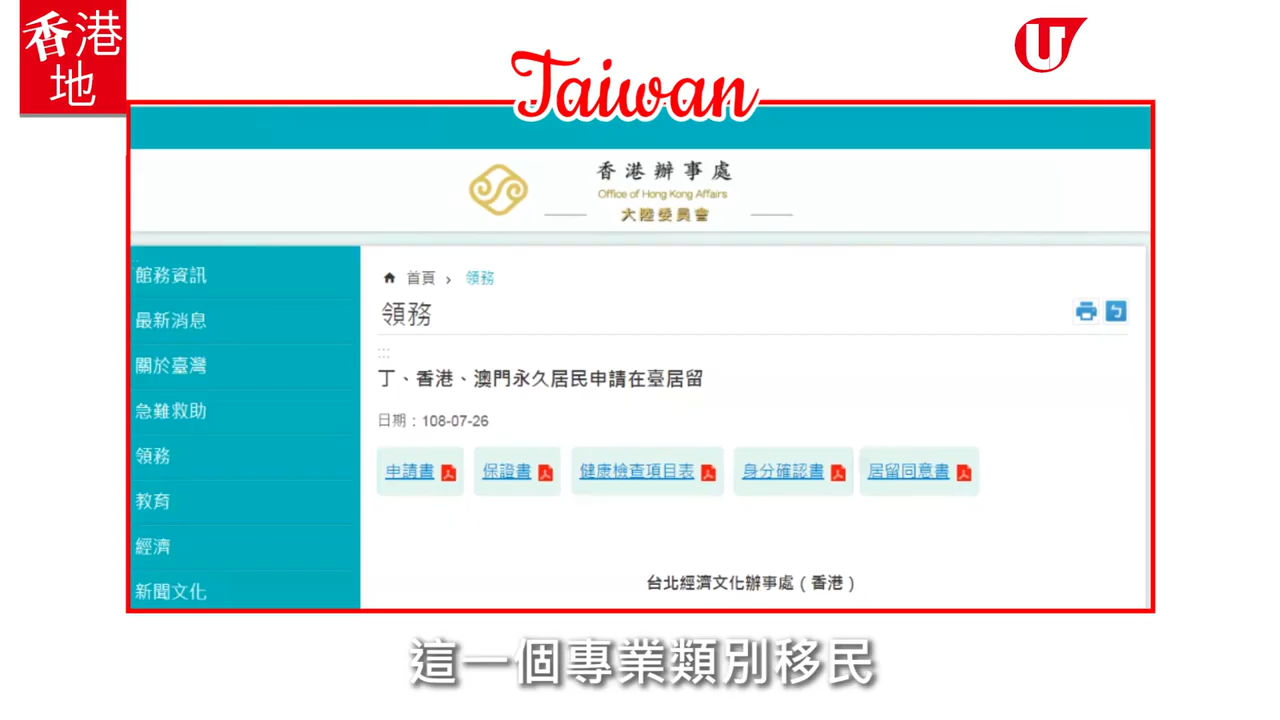 香港
地
U
Taiwan
香港辦事處
Office of Hong Kong Affairs
大陸委員會
館務資訊
最新消息
關於臺灣
急難救助
領務
教育
經濟
新聞文化
首頁 › 領務
領務
:::
丁、香港、澳門永久居民申請在臺居留
日期：108-07-26
申請書 保證書 健康檢查項目表 身分確認書 居留同意書
台北經濟文化辦事處（香港）
這一個專業類別移民